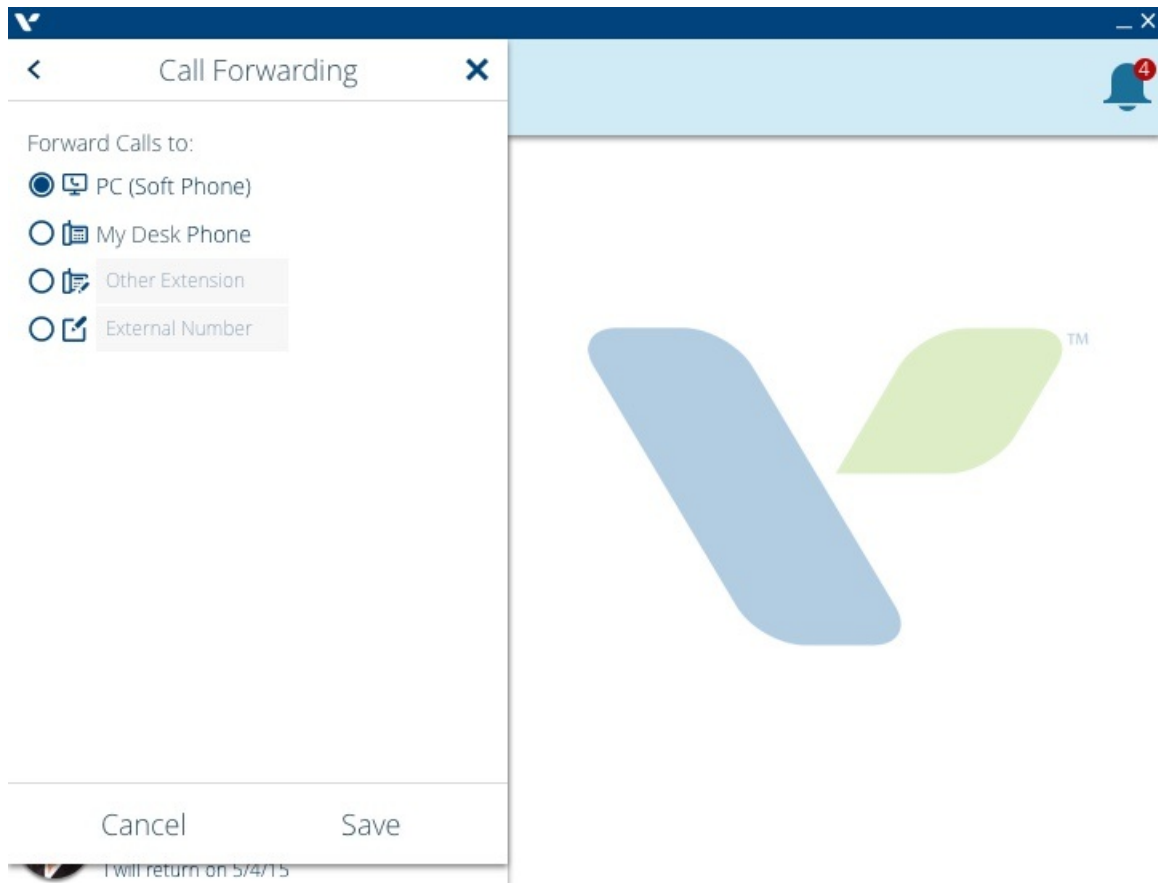 Call Forwarding
4
Forward Calls to:
PC (Soft Phone)
My Desk Phone
Other Extension
External Number
TM
Cancel Save
I will return on 5/4/15